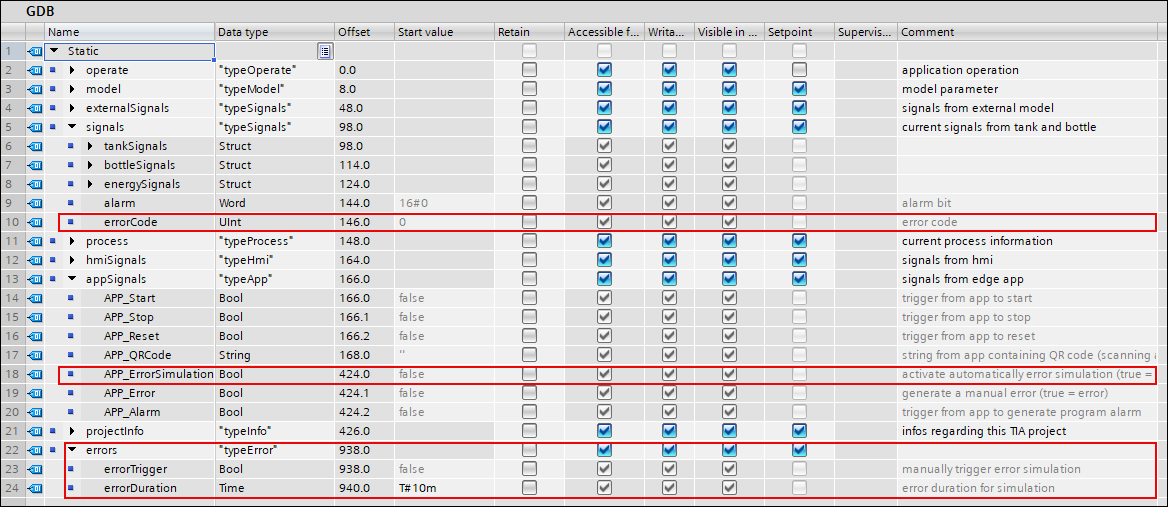 GDB
Name Data type Offset Start value Retain Accessible f... Writa... Visible in ... Setpoint Supervis... Comment
1 Static
2 operate "typeOperate" 0.0 application operation
3 model "typeModel" 8.0 model parameter
4 externalSignals "typeSignals" 48.0 signals from external model
5 signals "typeSignals" 98.0 current signals from tank and bottle
6 tankSignals Struct 98.0
7 bottleSignals Struct 114.0
8 energySignals Struct 124.0
9 alarm Word 144.0 16#0 alarm bit
10 errorCode UInt 146.0 0 error code
11 process "typeProcess" 148.0 current process information
12 hmiSignals "typeHmi" 164.0 signals from hmi
13 appSignals "typeApp" 166.0 signals from edge app
14 APP_Start Bool 166.0 false trigger from app to start
15 APP_Stop Bool 166.1 false trigger from app to stop
16 APP_Reset Bool 166.2 false trigger from app to reset
17 APP_QRCode String 168.0 '' string from app containing QR code (scanning
18 APP_ErrorSimulation Bool 424.0 false activate automatically error simulation (true =
19 APP_Error Bool 424.1 false generate a manual error (true = error)
20 APP_Alarm Bool 424.2 false trigger from app to generate program alarm
21 projectInfo "typeInfo" 426.0 infos regarding this TIA project
22 errors "typeError" 938.0
23 errorTrigger Bool 938.0 false manually trigger error simulation
24 errorDuration Time 940.0 T#10m error duration for simulation